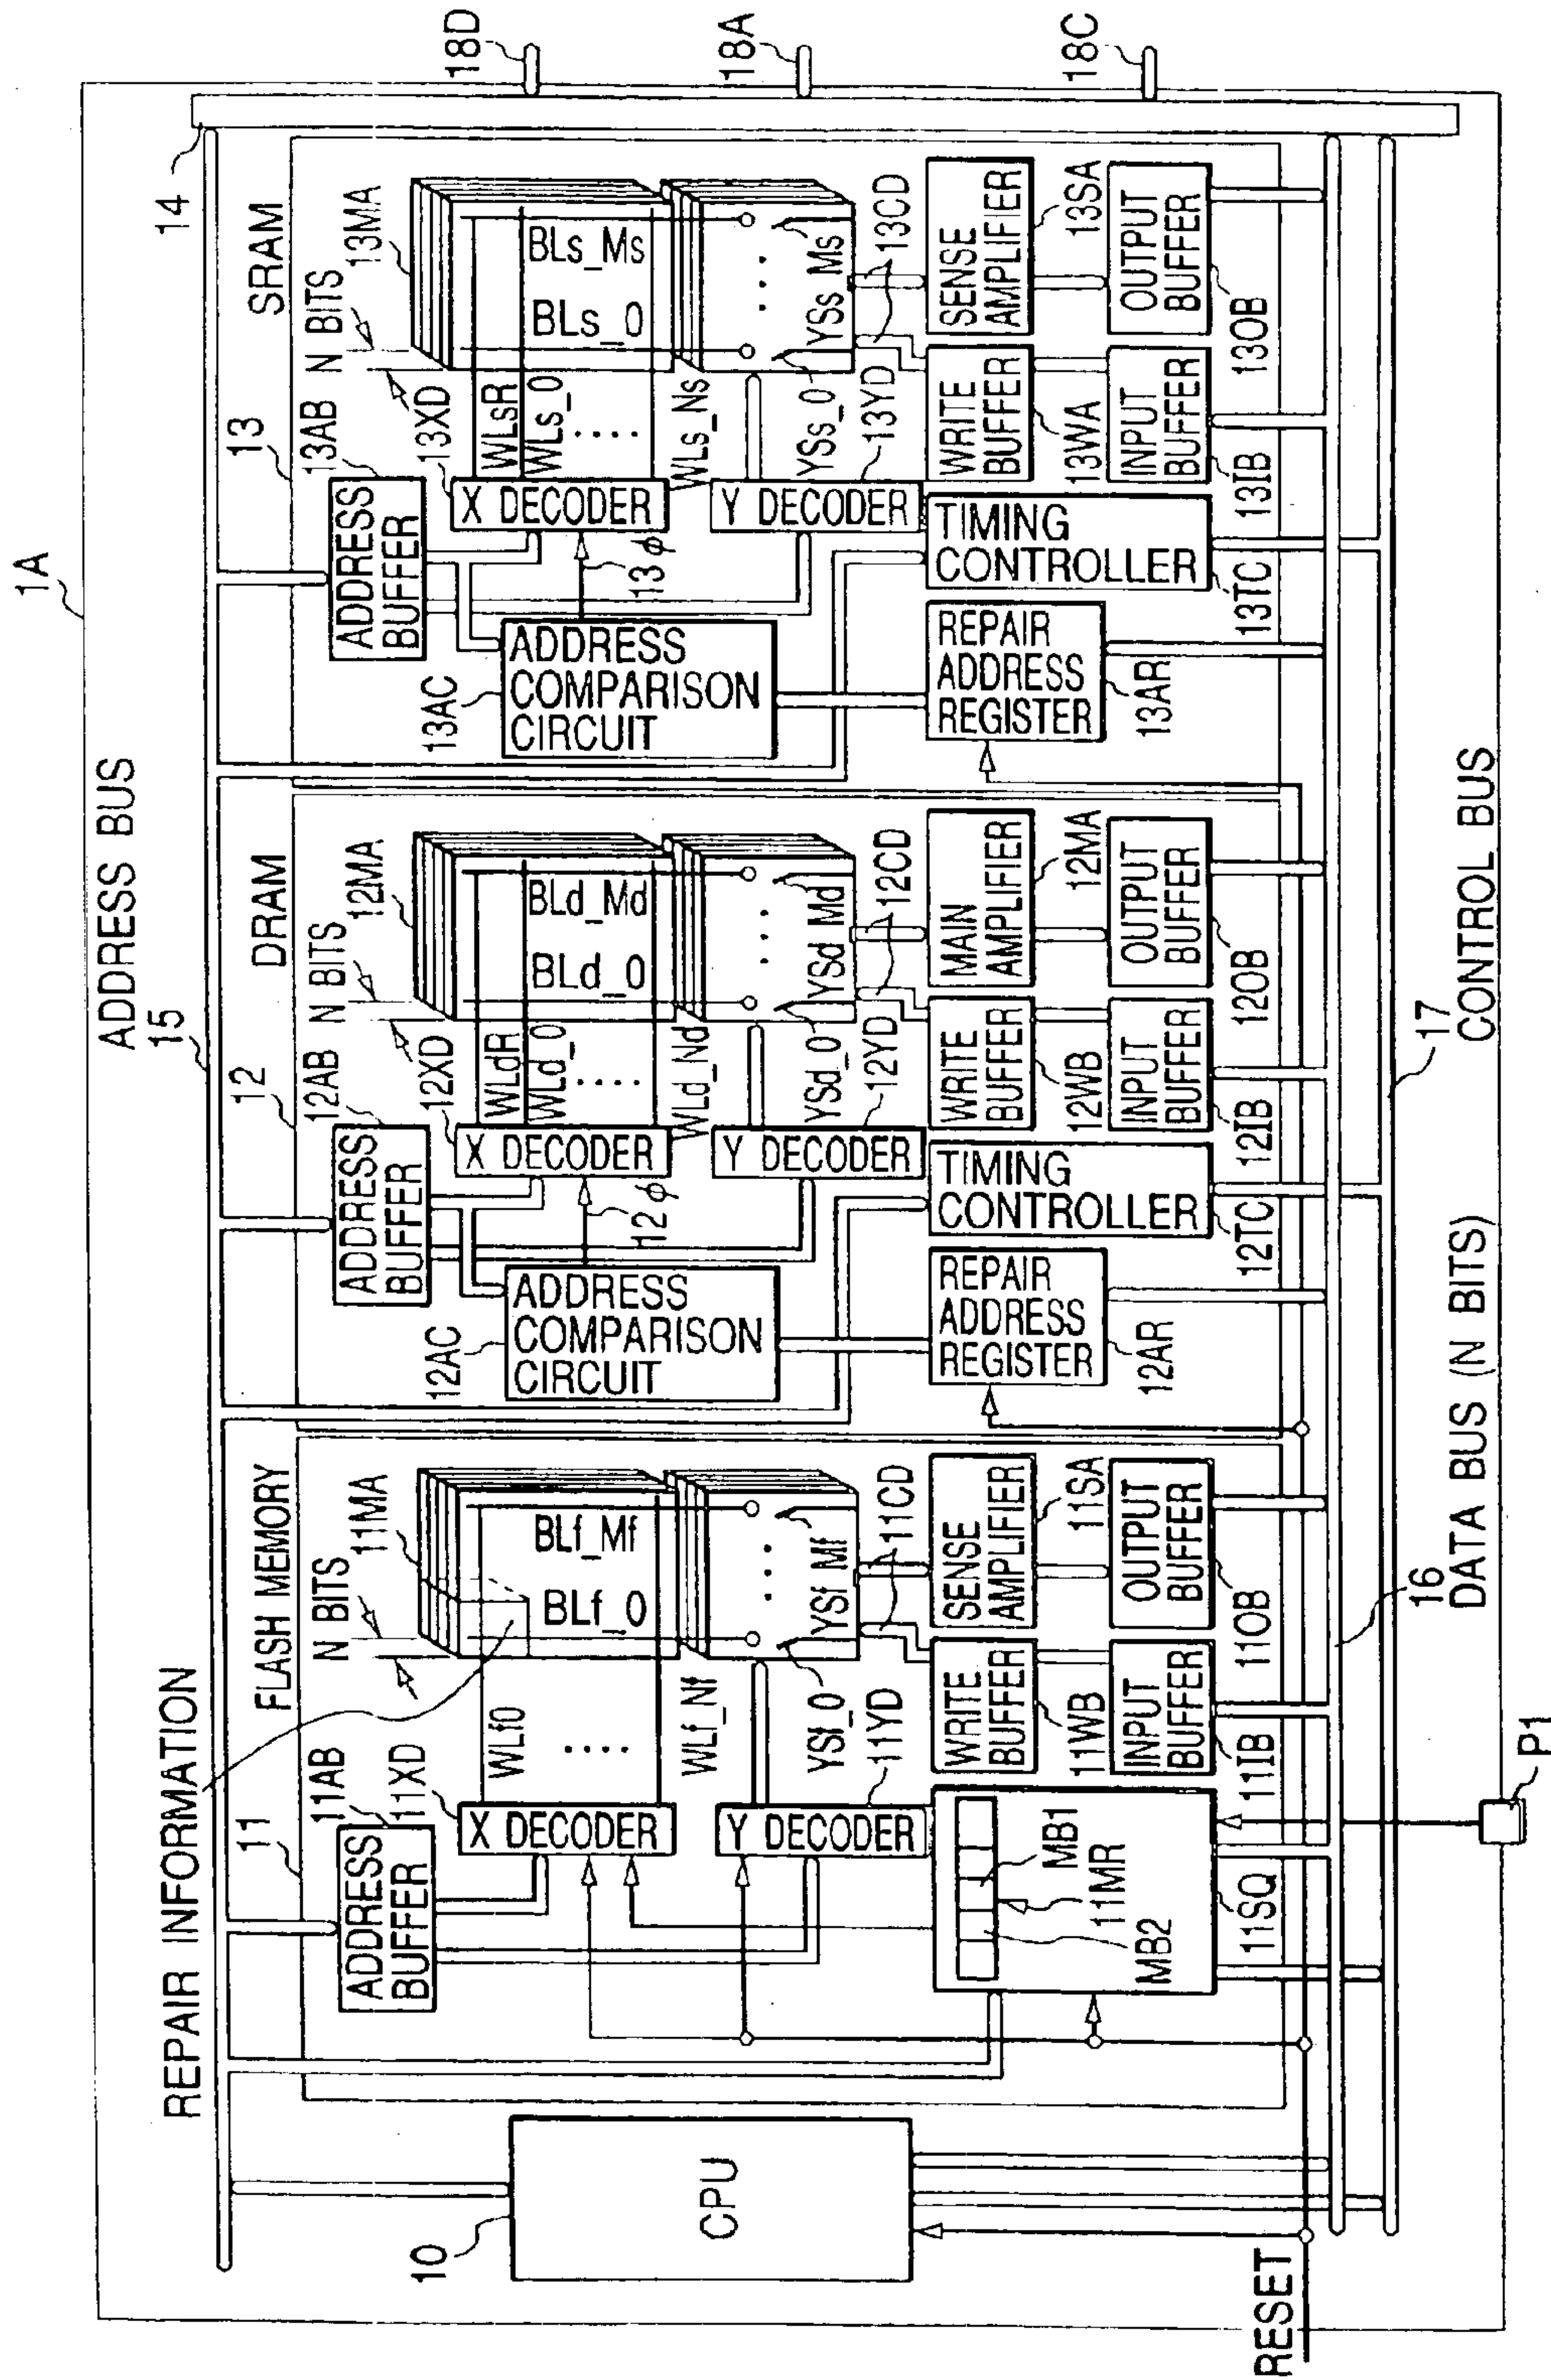 1A
ADDRESS BUS
15
REPAIR INFORMATION
14
18D
18A
18C
10
CPU
RESET
11
FLASH MEMORY
11AB
ADDRESS
BUFFER
11XD
X DECODER
N BITS
11MA
WLf0
....
WLf_Nf
BLf_0
BLf_Mf
YSf_0
YSf_Mf
...
11YD
Y DECODER
11CD
MB1
11MR
MB2
11SQ
WRITE
BUFFER
11WB
SENSE
AMPLIFIER
11SA
INPUT
BUFFER
11IB
OUTPUT
BUFFER
11OB
12
DRAM
12AB
ADDRESS
BUFFER
12XD
X DECODER
N BITS
12MA
12AC
ADDRESS
COMPARISON
CIRCUIT
12 ϕ
WLdR
WLd_0
....
WLd_Nd
BLd_0
BLd_Md
YSd_0
YSd_Md
...
12YD
Y DECODER
12CD
REPAIR
ADDRESS
REGISTER
12AR
TIMING
CONTROLLER
12TC
WRITE
BUFFER
12WB
MAIN
AMPLIFIER
12MA
INPUT
BUFFER
12IB
OUTPUT
BUFFER
12OB
13
SRAM
13AB
ADDRESS
BUFFER
13XD
X DECODER
N BITS
13MA
13AC
ADDRESS
COMPARISON
CIRCUIT
13 ϕ
WLsR
WLs_0
....
WLs_Ns
BLs_0
BLs_Ms
YSs_0
YSs_Ms
...
13YD
Y DECODER
13CD
REPAIR
ADDRESS
REGISTER
13AR
TIMING
CONTROLLER
13TC
WRITE
BUFFER
13WA
SENSE
AMPLIFIER
13SA
INPUT
BUFFER
13IB
OUTPUT
BUFFER
13OB
P1
16
DATA BUS (N BITS)
17
CONTROL BUS